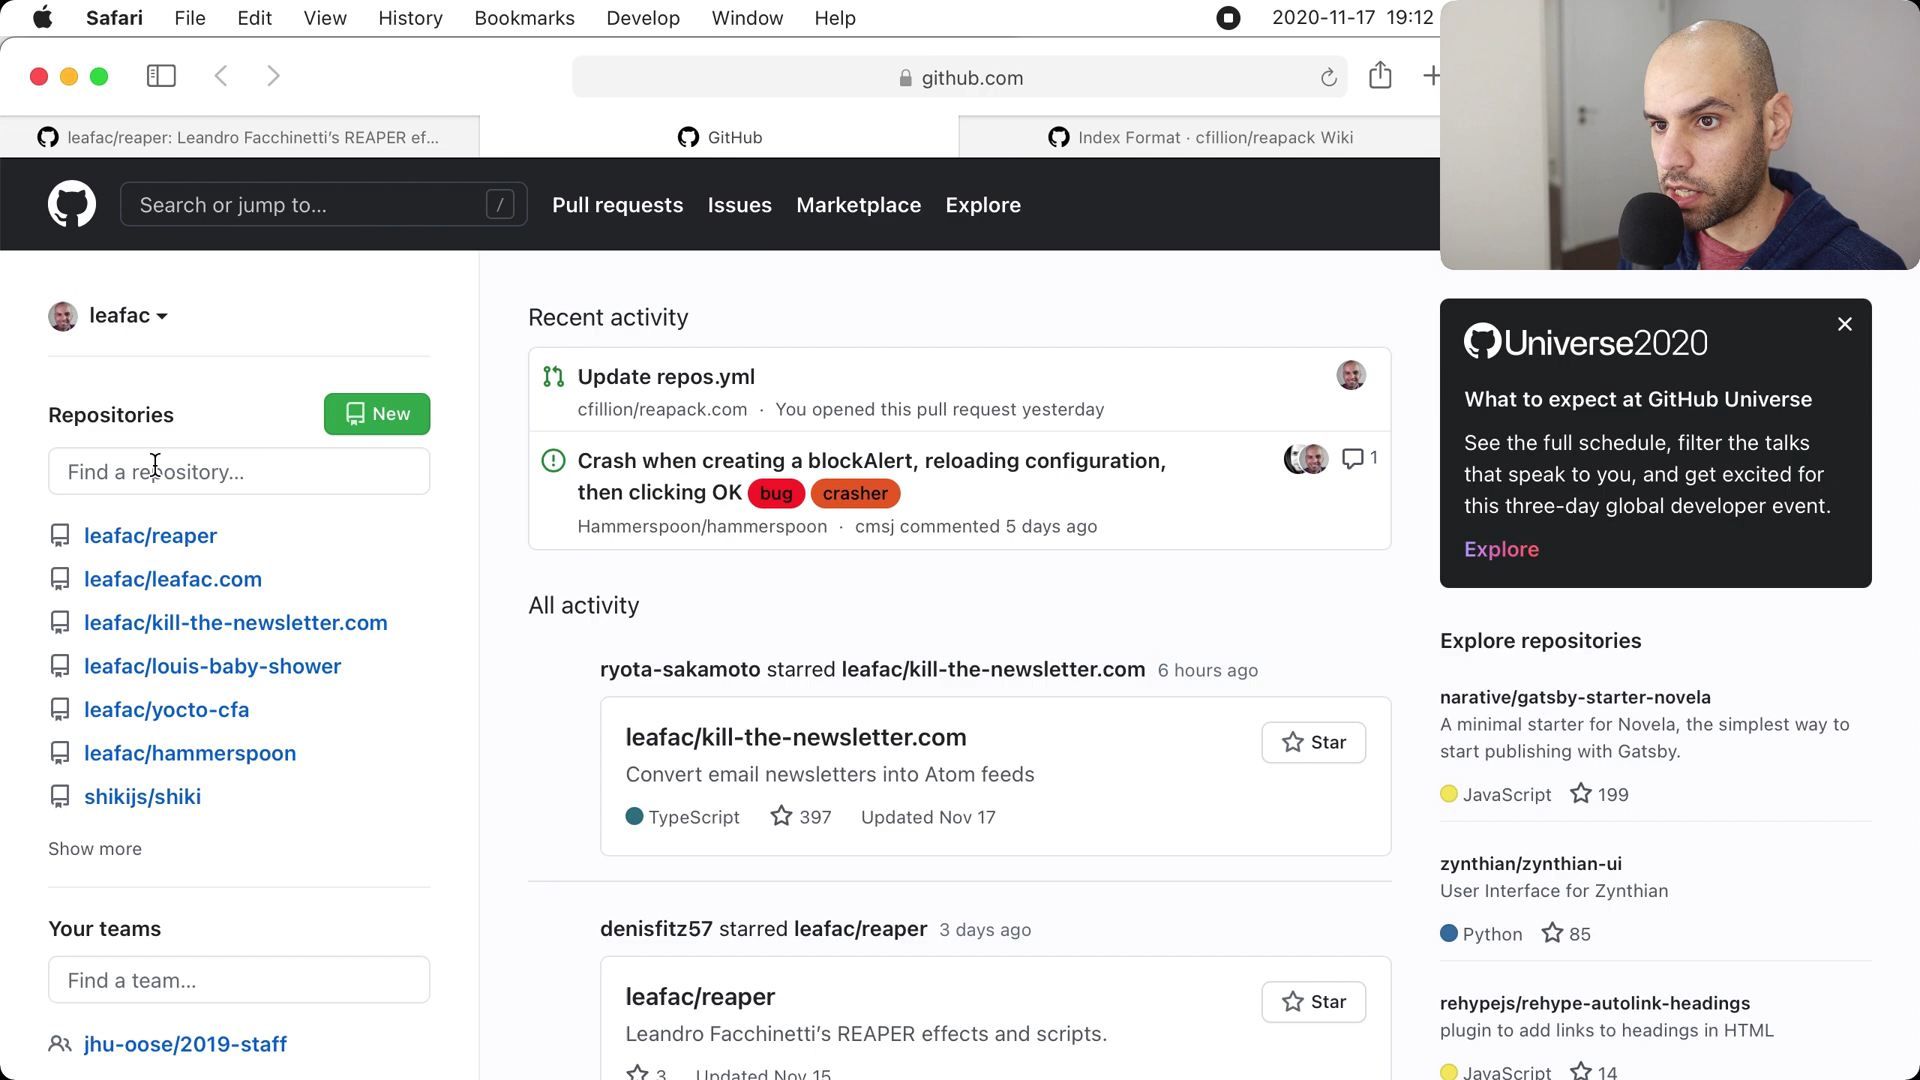 Safari File Edit View History Bookmarks Develop Window Help 2020-11-17 19:12
github.com
leafac/reaper: Leandro Facchinetti’s REAPER ef... GitHub Index Format · cfillion/reapack Wiki
Search or jump to... / Pull requests Issues Marketplace Explore
leafac
Repositories New
Find a repository...
leafac/reaper
leafac/leafac.com
leafac/kill-the-newsletter.com
leafac/louis-baby-shower
leafac/yocto-cfa
leafac/hammerspoon
shikijs/shiki
Show more
Your teams
Find a team...
jhu-oose/2019-staff
Recent activity
Update repos.yml
cfillion/reapack.com · You opened this pull request yesterday
Crash when creating a blockAlert, reloading configuration, 1
then clicking OK bug crasher
Hammerspoon/hammerspoon · cmsj commented 5 days ago
All activity
ryota-sakamoto starred leafac/kill-the-newsletter.com 6 hours ago
leafac/kill-the-newsletter.com Star
Convert email newsletters into Atom feeds
TypeScript 397 Updated Nov 17
denisfitz57 starred leafac/reaper 3 days ago
leafac/reaper Star
Leandro Facchinetti’s REAPER effects and scripts.
3 Updated Nov 15
Universe2020
What to expect at GitHub Universe
See the full schedule, filter the talks
that speak to you, and get excited for
this three-day global developer event.
Explore
Explore repositories
narative/gatsby-starter-novela
A minimal starter for Novela, the simplest way to
start publishing with Gatsby.
JavaScript 199
zynthian/zynthian-ui
User Interface for Zynthian
Python 85
rehypejs/rehype-autolink-headings
plugin to add links to headings in HTML
JavaScript 14